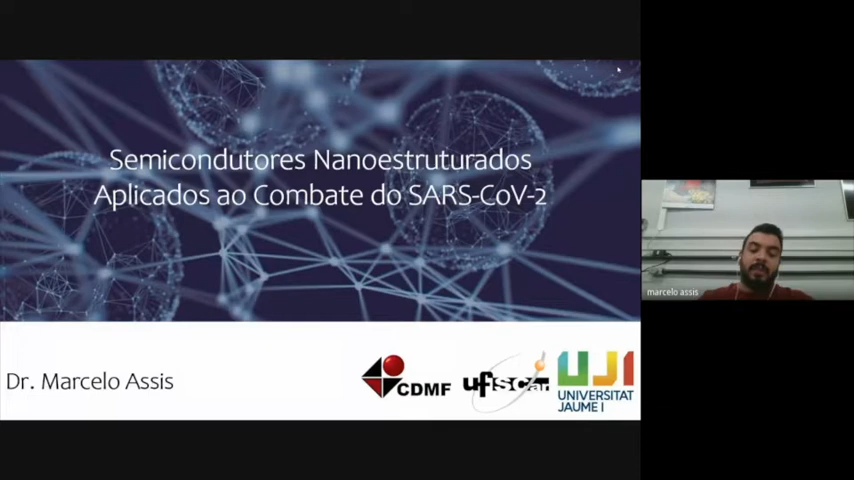 Semicondutores Nanoestruturados
Aplicados ao Combate do SARS-CoV-2
marcelo assis
Dr. Marcelo Assis
CDMF
ufscar
UJI
UNIVERSITAT
JAUME I